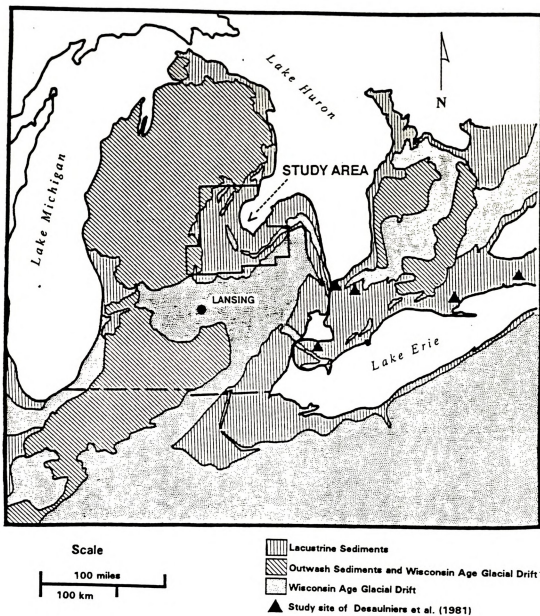 Lake Huron
N
STUDY AREA
Lake Michigan
LANSING
Lake Erie
Scale
100 miles
100 km
Lacustrine Sediments
Outwash Sediments and Wisconsin Age Glacial Drift
Wisconsin Age Glacial Drift
Study site of Desaulniers et al. (1981)